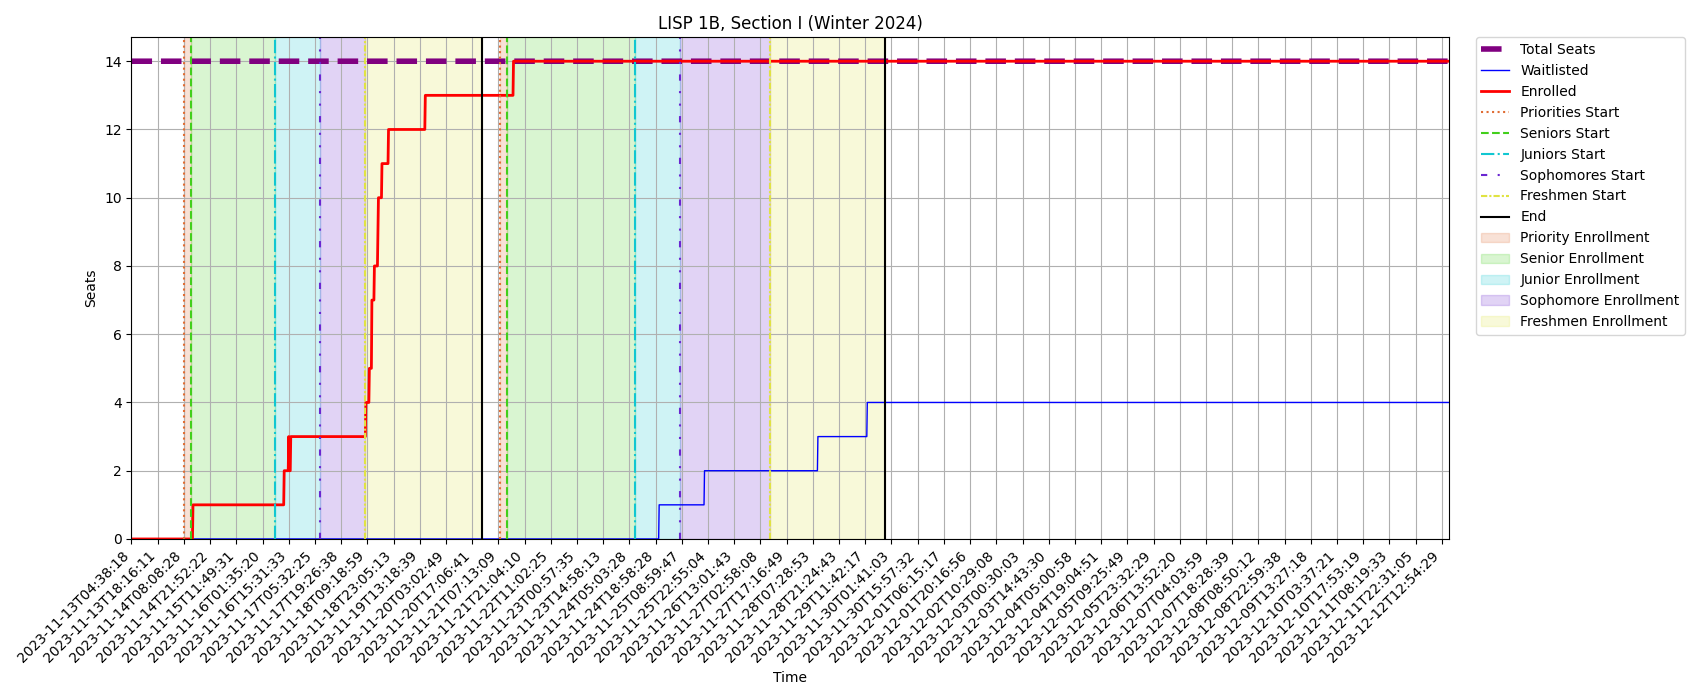 LISP 1B, Section I (Winter 2024)
Seats
14
12
10
8
6
4
2
0
2023-11-13T04:38:18
2023-11-13T18:16:11
2023-11-14T08:08:28
2023-11-14T21:52:22
2023-11-15T11:49:31
2023-11-16T01:35:20
2023-11-16T15:31:33
2023-11-17T05:32:25
2023-11-17T19:26:38
2023-11-18T09:18:59
2023-11-18T23:05:13
2023-11-19T13:18:39
2023-11-20T03:02:49
2023-11-20T17:06:41
2023-11-21T07:13:09
2023-11-21T21:04:10
2023-11-22T11:02:25
2023-11-23T00:57:35
2023-11-23T14:58:13
2023-11-24T05:03:28
2023-11-24T18:58:28
2023-11-25T08:59:47
2023-11-25T22:55:04
2023-11-26T13:01:43
2023-11-27T02:58:08
2023-11-27T17:16:49
2023-11-28T07:28:53
2023-11-28T21:24:43
2023-11-29T11:42:17
2023-11-30T01:41:03
2023-11-30T15:57:32
2023-12-01T06:15:17
2023-12-01T20:16:56
2023-12-02T10:29:08
2023-12-03T00:30:03
2023-12-03T14:43:30
2023-12-04T05:00:58
2023-12-04T19:04:51
2023-12-05T09:25:49
2023-12-05T23:32:29
2023-12-06T13:52:20
2023-12-07T04:03:59
2023-12-07T18:28:39
2023-12-08T08:50:12
2023-12-08T22:59:38
2023-12-09T13:27:18
2023-12-10T03:37:21
2023-12-10T17:53:19
2023-12-11T08:19:33
2023-12-11T22:31:05
2023-12-12T12:54:29
Time
Total Seats
Waitlisted
Enrolled
Priorities Start
Seniors Start
Juniors Start
Sophomores Start
Freshmen Start
End
Priority Enrollment
Senior Enrollment
Junior Enrollment
Sophomore Enrollment
Freshmen Enrollment